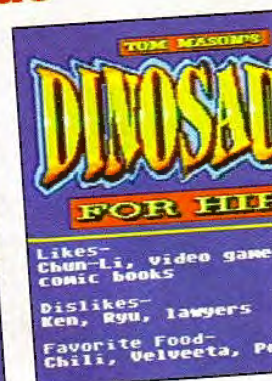 TOM MASON'S
DINOSAU
FOR HI
Likes-
Chun-Li, Video game
comic books
Dislikes-
Ken, Ryu, lawyers
Favorite Food-
Chili, Velveeta, P